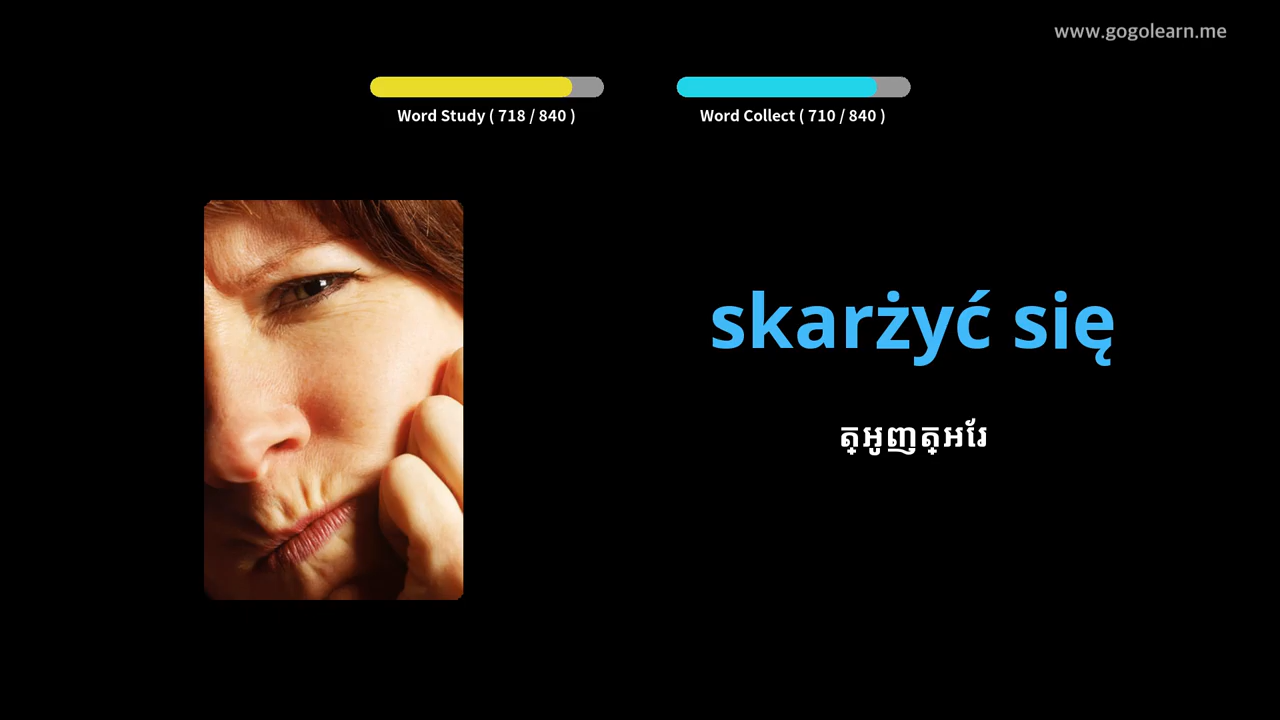 www.gogolearn.me
Word Study ( 718 / 840 )
Word Collect ( 710 / 840 )
skarżyć się
ត្អូញត្អរែ